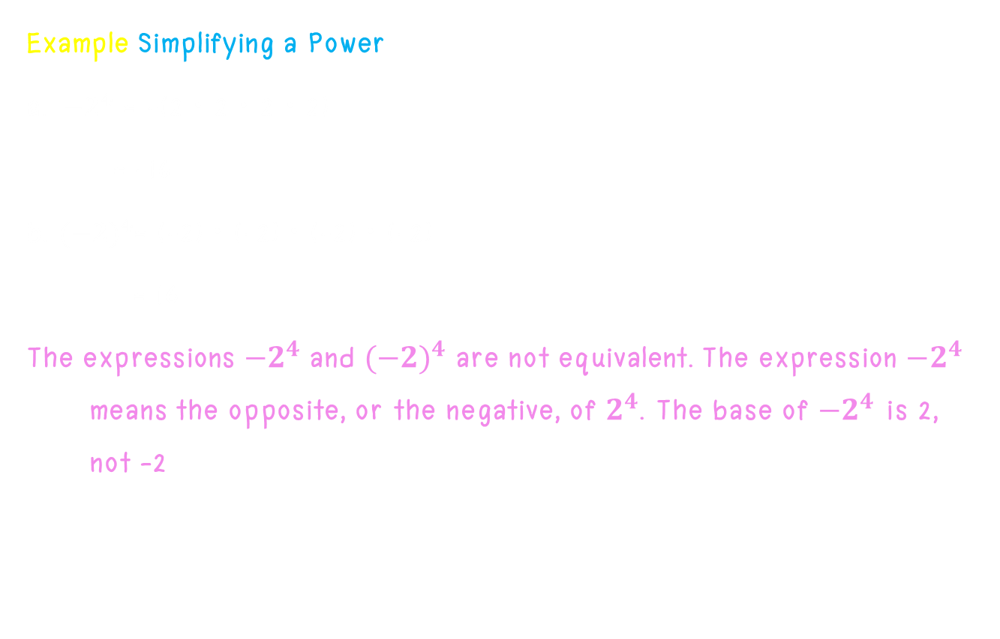 Example Simplifying a Power
The expressions −2⁴ and (−2)⁴ are not equivalent. The expression −2⁴
means the opposite, or the negative, of 2⁴. The base of −2⁴ is 2,
not -2